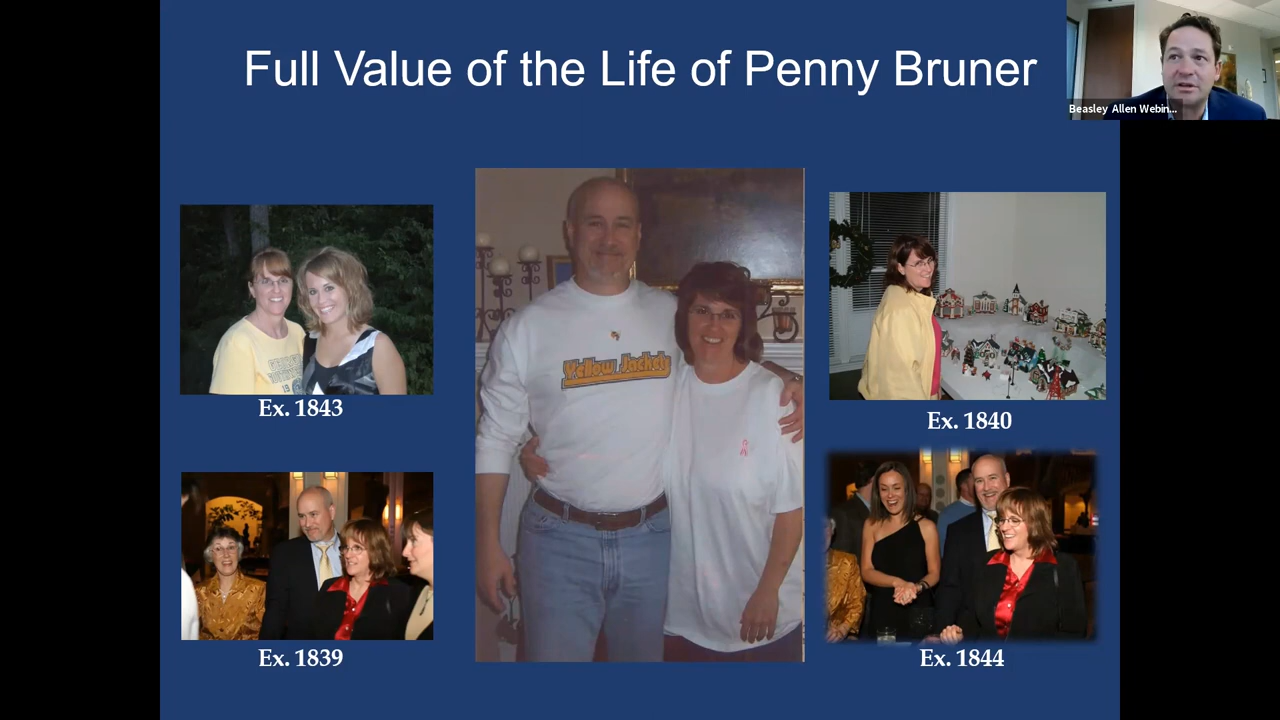 Full Value of the Life of Penny Bruner
Beasley Allen Webin...
Yellow Jackets
Ex. 1843
Ex. 1840
Ex. 1839
Ex. 1844